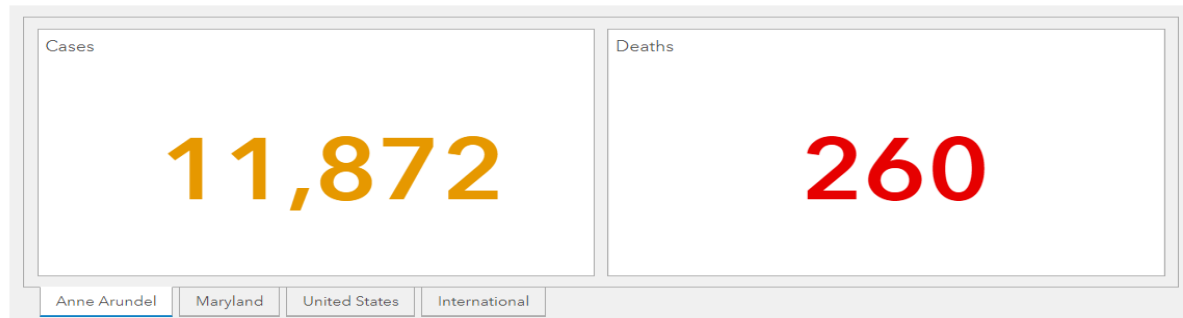 Cases
Deaths
11,872
260
Anne Arundel
Maryland
United States
International